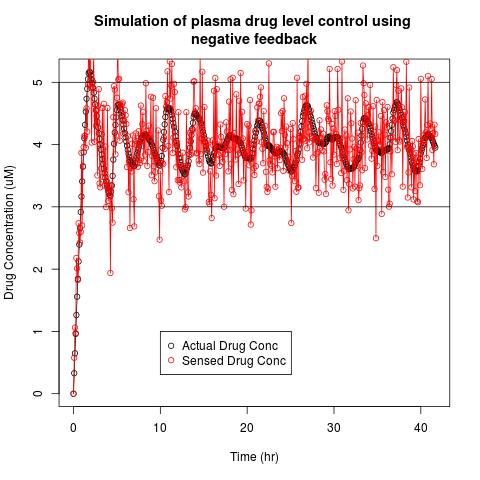 Simulation of plasma drug level control using
negative feedback
Drug Concentration (uM)
5
4
3
2
1
0
Actual Drug Conc
Sensed Drug Conc
0 10 20 30 40
Time (hr)